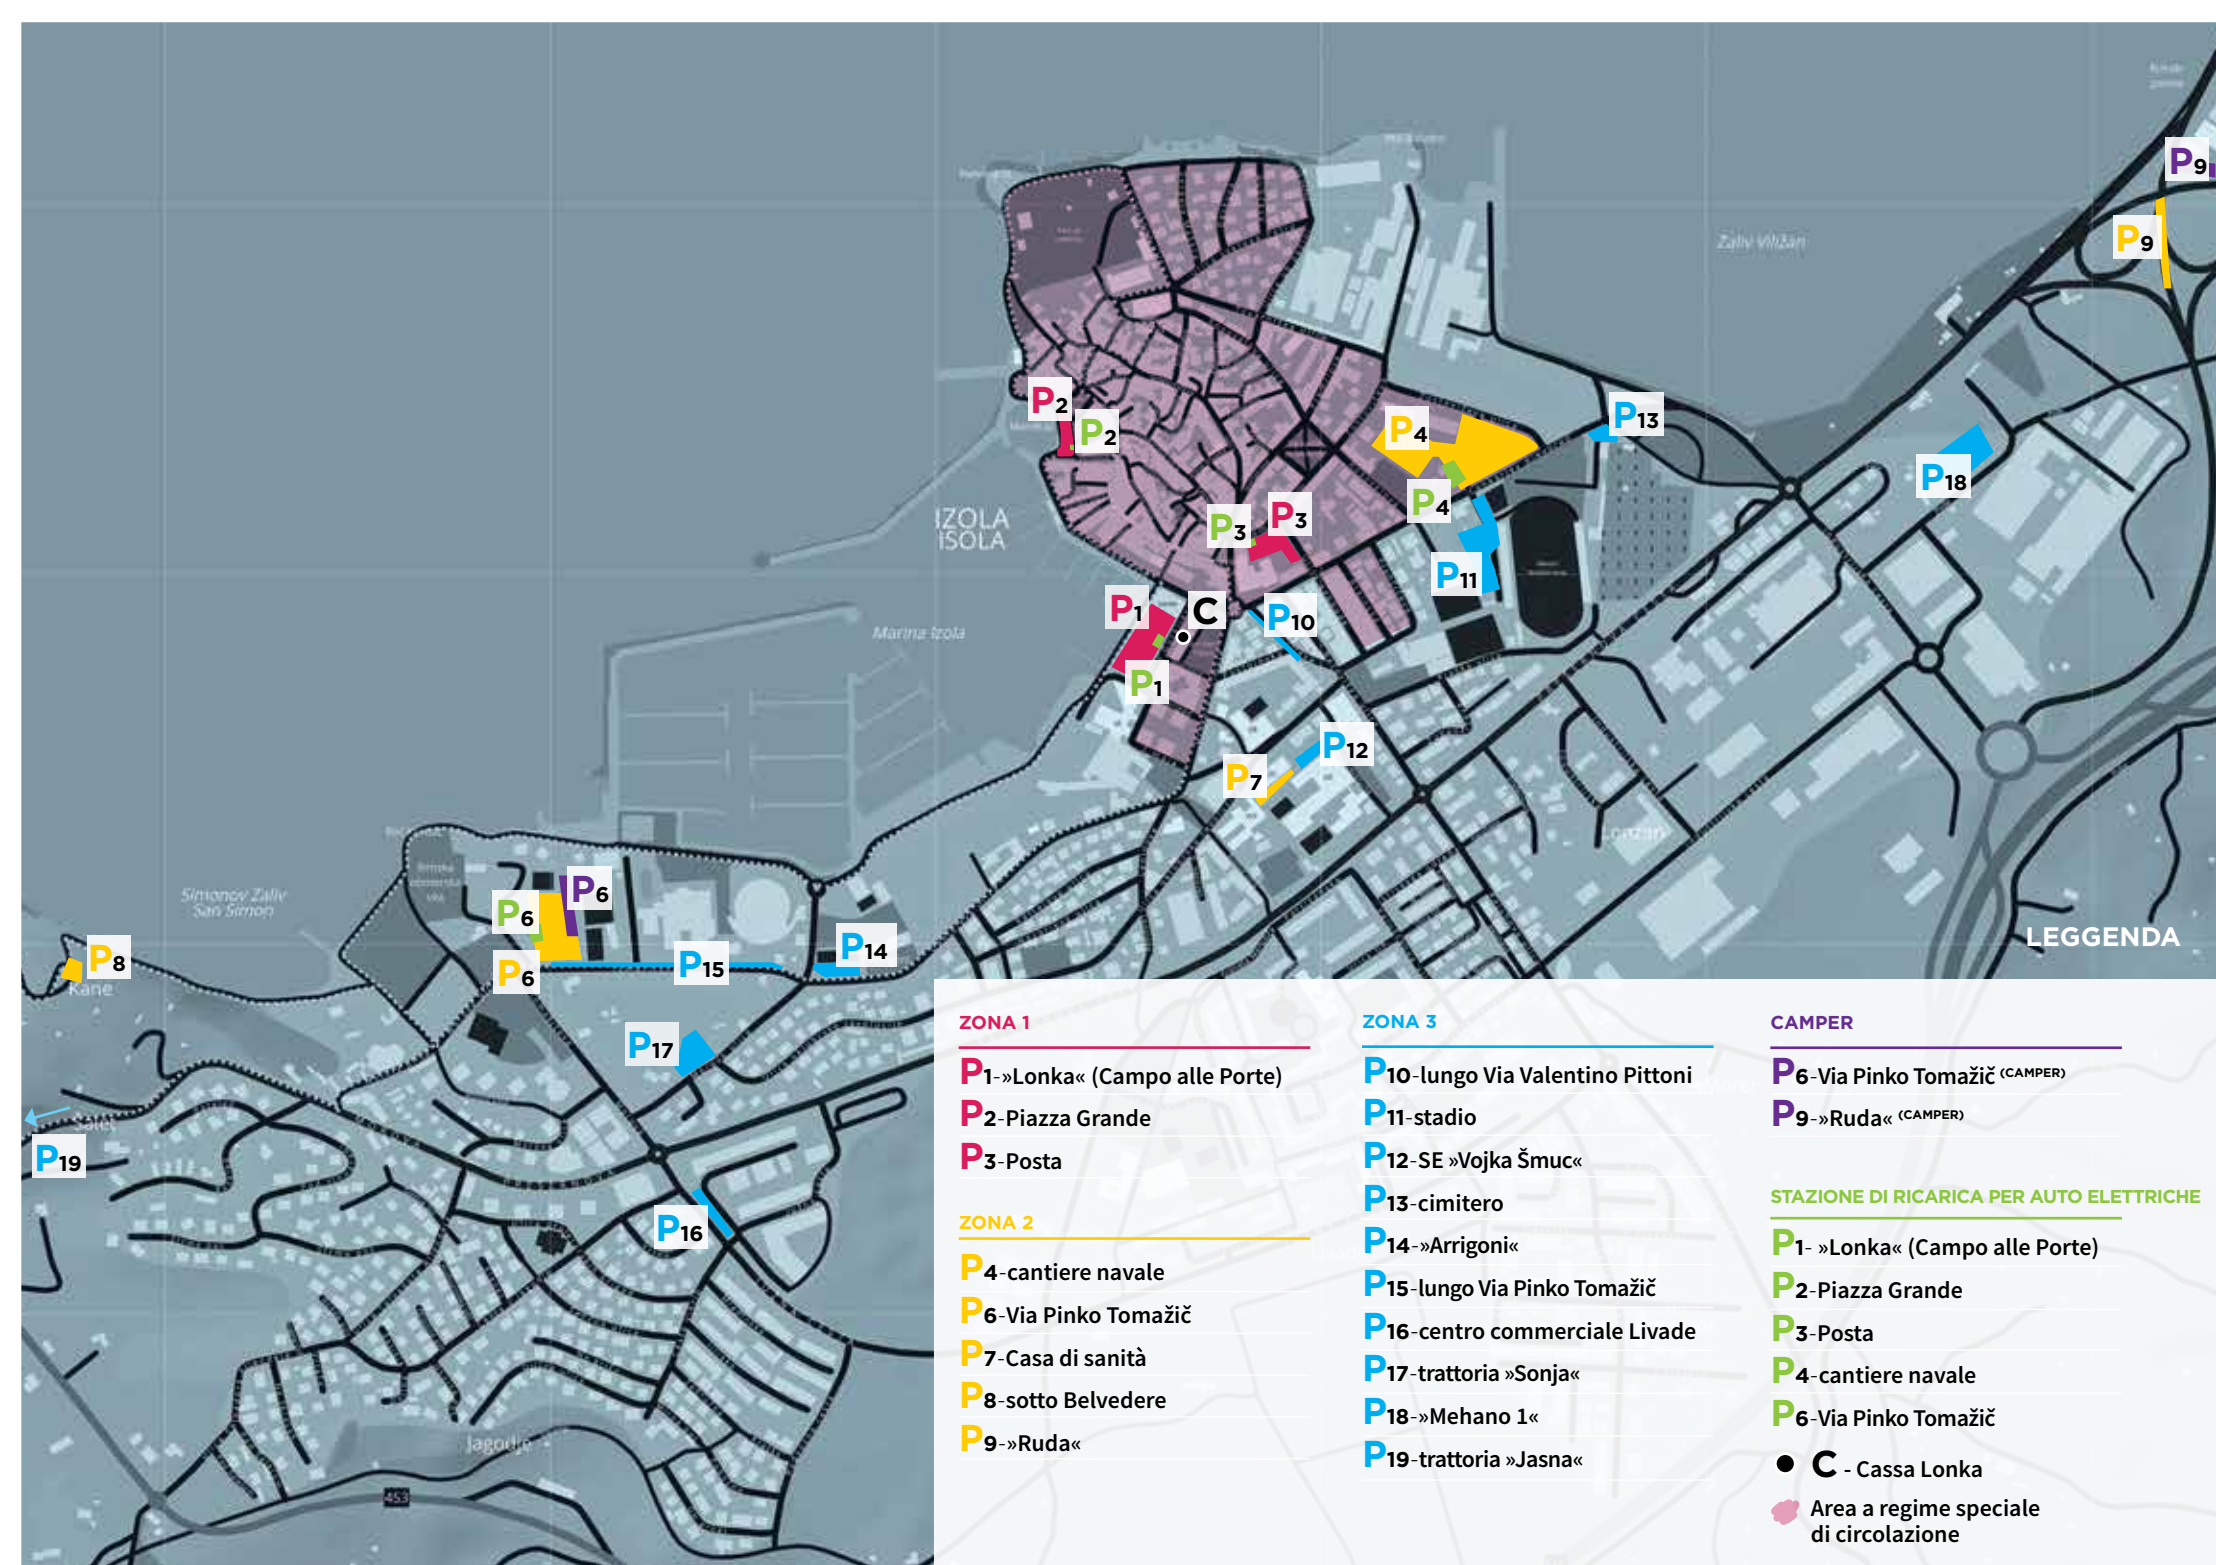 P9
Zaliv Viližan
P9
P2
P2
P4
P13
P4
P18
P3
P3
IZOLA
ISOLA
P11
P1
C
P10
Marina Izola
P1
P12
P7
Lonzan
P6
P6
Simonov Zaliv
San Simon
LEGGENDA
P14
P8
P15
P6
Kane
P17
Salet
P19
P16
Jagodje
453
ZONA 1
P1-»Lonka« (Campo alle Porte)
P2-Piazza Grande
P3-Posta
ZONA 2
P4-cantiere navale
P6-Via Pinko Tomažič
P7-Casa di sanità
P8-sotto Belvedere
P9-»Ruda«
ZONA 3
P10-lungo Via Valentino Pittoni
P11-stadio
P12-SE »Vojka Šmuc«
P13-cimitero
P14-»Arrigoni«
P15-lungo Via Pinko Tomažič
P16-centro commerciale Livade
P17-trattoria »Sonja«
P18-»Mehano 1«
P19-trattoria »Jasna«
CAMPER
P6-Via Pinko Tomažič (CAMPER)
P9-»Ruda« (CAMPER)
STAZIONE DI RICARICA PER AUTO ELETTRICHE
P1- »Lonka« (Campo alle Porte)
P2-Piazza Grande
P3-Posta
P4-cantiere navale
P6-Via Pinko Tomažič
C - Cassa Lonka
Area a regime speciale
di circolazione